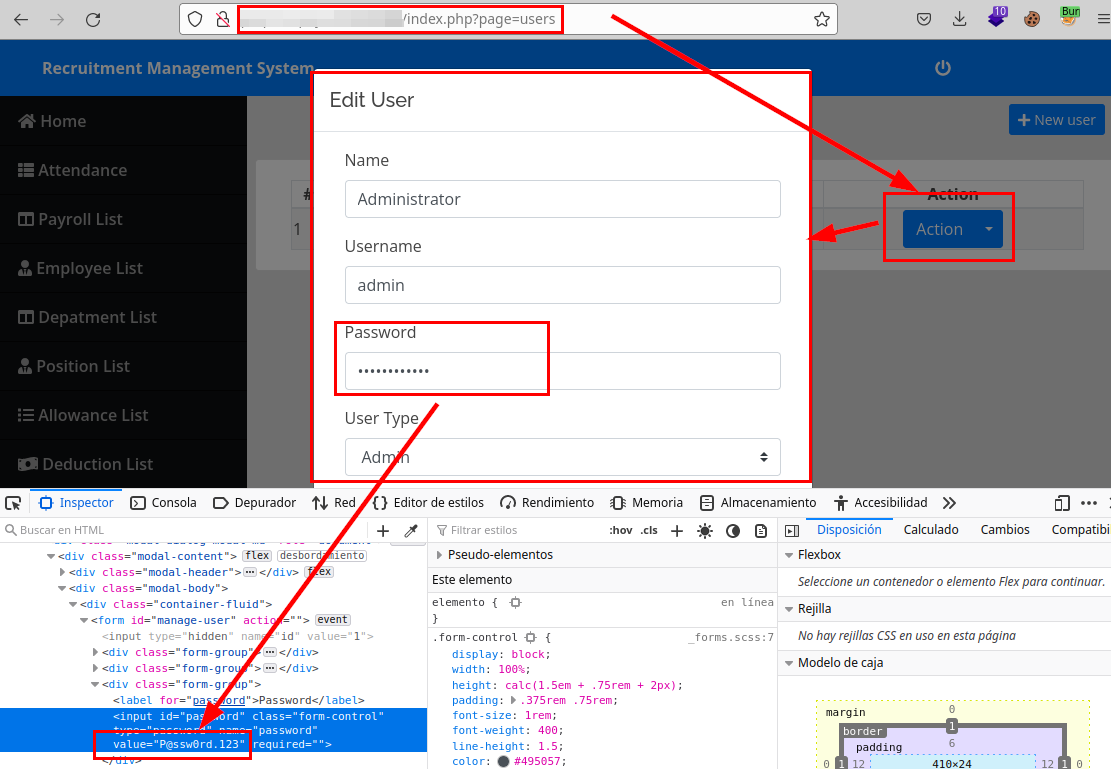 /index.php?page=users
10
Bur
Recruitment Management System
Home
Attendance
Payroll List
Employee List
Depatment List
Position List
Allowance List
Deduction List
New user
#
Action
1
Action
Edit User
Name
Administrator
Username
admin
Password
••••••••••••
User Type
Admin
Inspector
Consola
Depurador
Red
Editor de estilos
Rendimiento
Memoria
Almacenamiento
Accesibilidad
Buscar en HTML
<div class="modal-content"> flex desbordamiento
<div class="modal-header"> ••• </div> flex
<div class="modal-body">
<div class="container-fluid">
<form id="manage-user" action=""> event
<input type="hidden" name="id" value="1">
<div class="form-group"> ••• </div>
<div class="form-group"> ••• </div>
<div class="form-group">
<label for="password">Password</label>
<input id="password" class="form-control"
type="password" name="password"
value="P@ssw0rd.123" required="">
</div>
Filtrar estilos
:hov .cls
Pseudo-elementos
Este elemento
elemento { en línea
}
.form-control { _forms.scss:7
display: block;
width: 100%;
height: calc(1.5em + .75rem + 2px);
padding: .375rem .75rem;
font-size: 1rem;
font-weight: 400;
line-height: 1.5;
color: #495057;
Disposición
Calculado
Cambios
Compatibi
Flexbox
Seleccione un contenedor o elemento Flex para continuar.
Rejilla
No hay rejillas CSS en uso en esta página
Modelo de caja
margin 0
border 1
padding 6
0 1 12 410×24 12 1 0